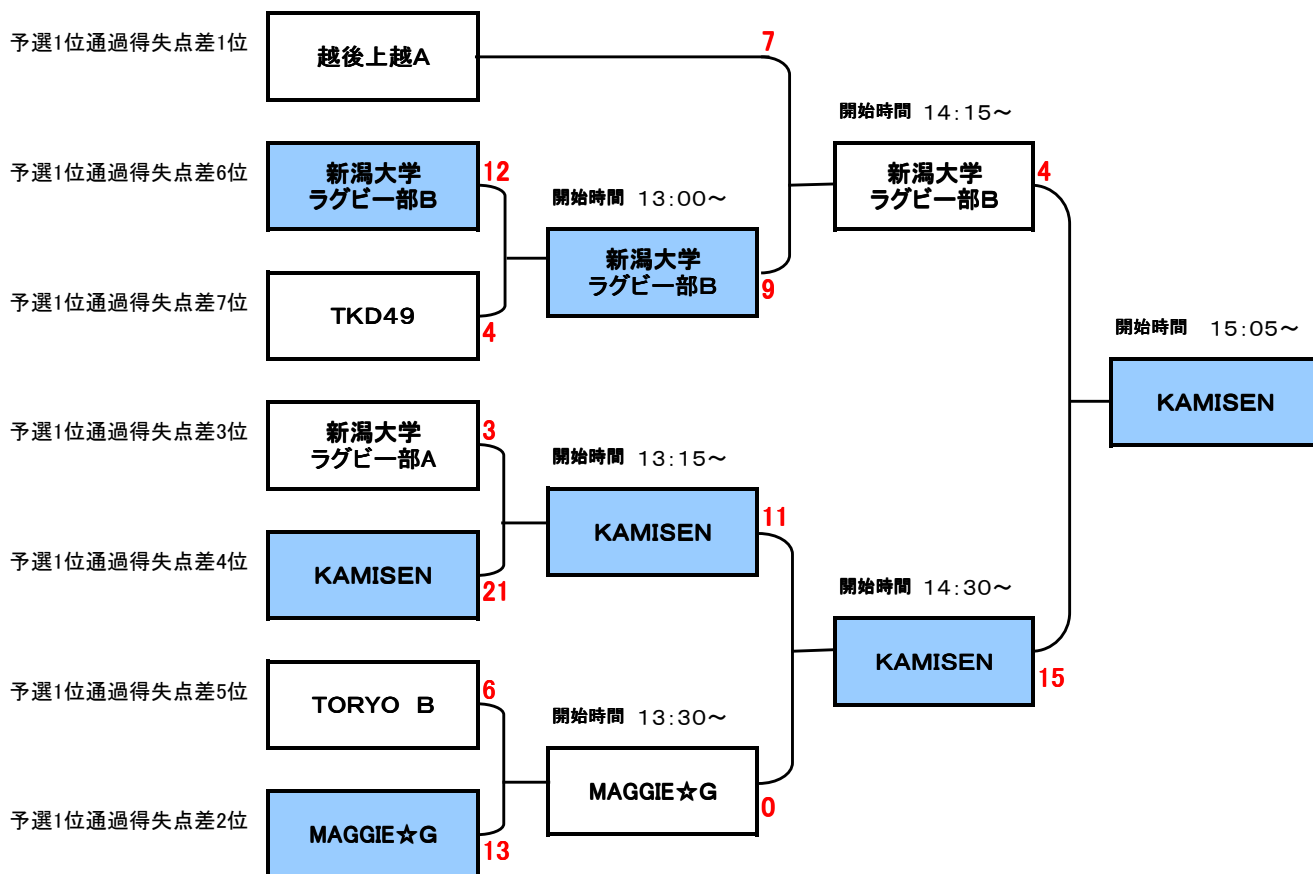 予選1位通過得失点差1位
越後上越A
7
開始時間 14:15～
予選1位通過得失点差6位
新潟大学
ラグビー部B
12
開始時間 13:00～
新潟大学
ラグビー部B
4
新潟大学
ラグビー部B
9
予選1位通過得失点差7位
TKD49
4
開始時間 15:05～
KAMISEN
予選1位通過得失点差3位
新潟大学
ラグビー部A
3
開始時間 13:15～
KAMISEN
11
予選1位通過得失点差4位
KAMISEN
21
開始時間 14:30～
KAMISEN
15
予選1位通過得失点差5位
TORYO B
6
開始時間 13:30～
MAGGIE☆G
0
予選1位通過得失点差2位
MAGGIE☆G
13